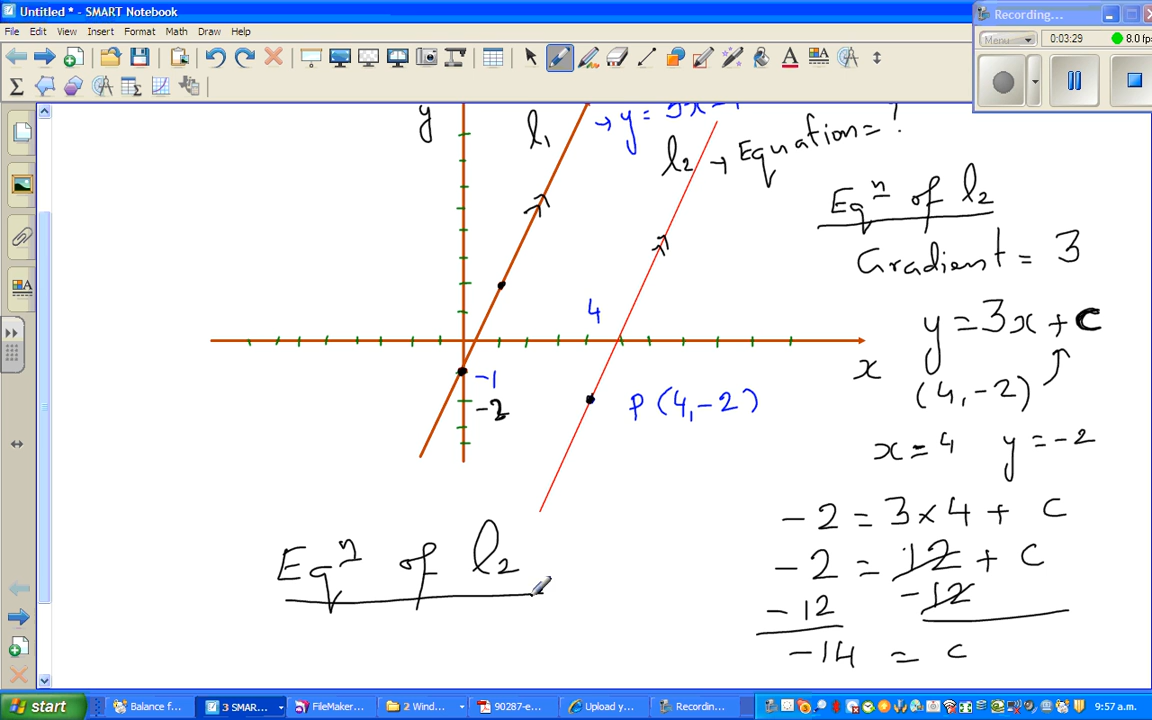 Untitled * - SMART Notebook
Recording...
File Edit View Insert Format Math Draw Help
Menu 0:03:29 8.0 fp
y
l₁
→ y = 3x-1
l₂ → Equation = ?
Eqⁿ of l₂
Gradient = 3
4
y = 3x + c
x
-1
(4, -2)
-2
P (4, -2)
x = 4 y = -2
-2 = 3 × 4 + c
Eqⁿ of l₂
-2 = 12 + c
-12 -12
-14 = c
start
Balance f...
3 SMAR...
FileMaker...
2 Wind...
90287-e...
Upload y...
Recordin...
9:57 a.m.